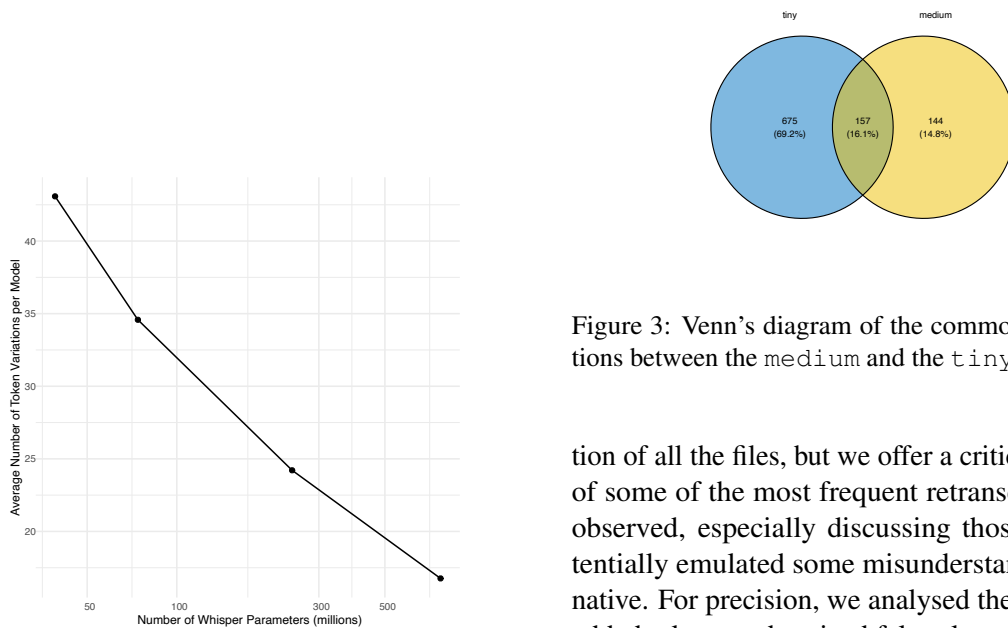 40
35
30
25
20
Average Number of Token Variations per Model
50 100 300 500
Number of Whisper Parameters (millions)
tiny medium
675 157 144
(69.2%) (16.1%) (14.8%)
Figure 3: Venn's diagram of the commo
tions between the medium and the tiny
tion of all the files, but we offer a critic
of some of the most frequent retrans
observed, especially discussing thos
tentially emulated some misunderstan
native. For precision, we analysed the